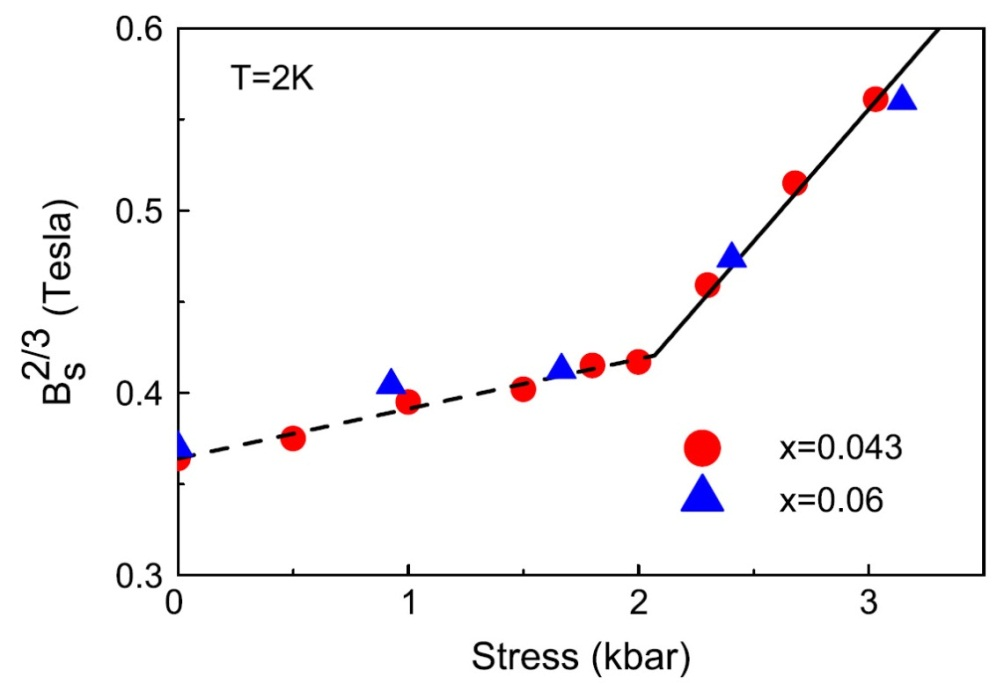 0.6
T=2K
0.5
B_s^{2/3} (Tesla)
0.4
x=0.043
x=0.06
0.3
0 1 2 3
Stress (kbar)